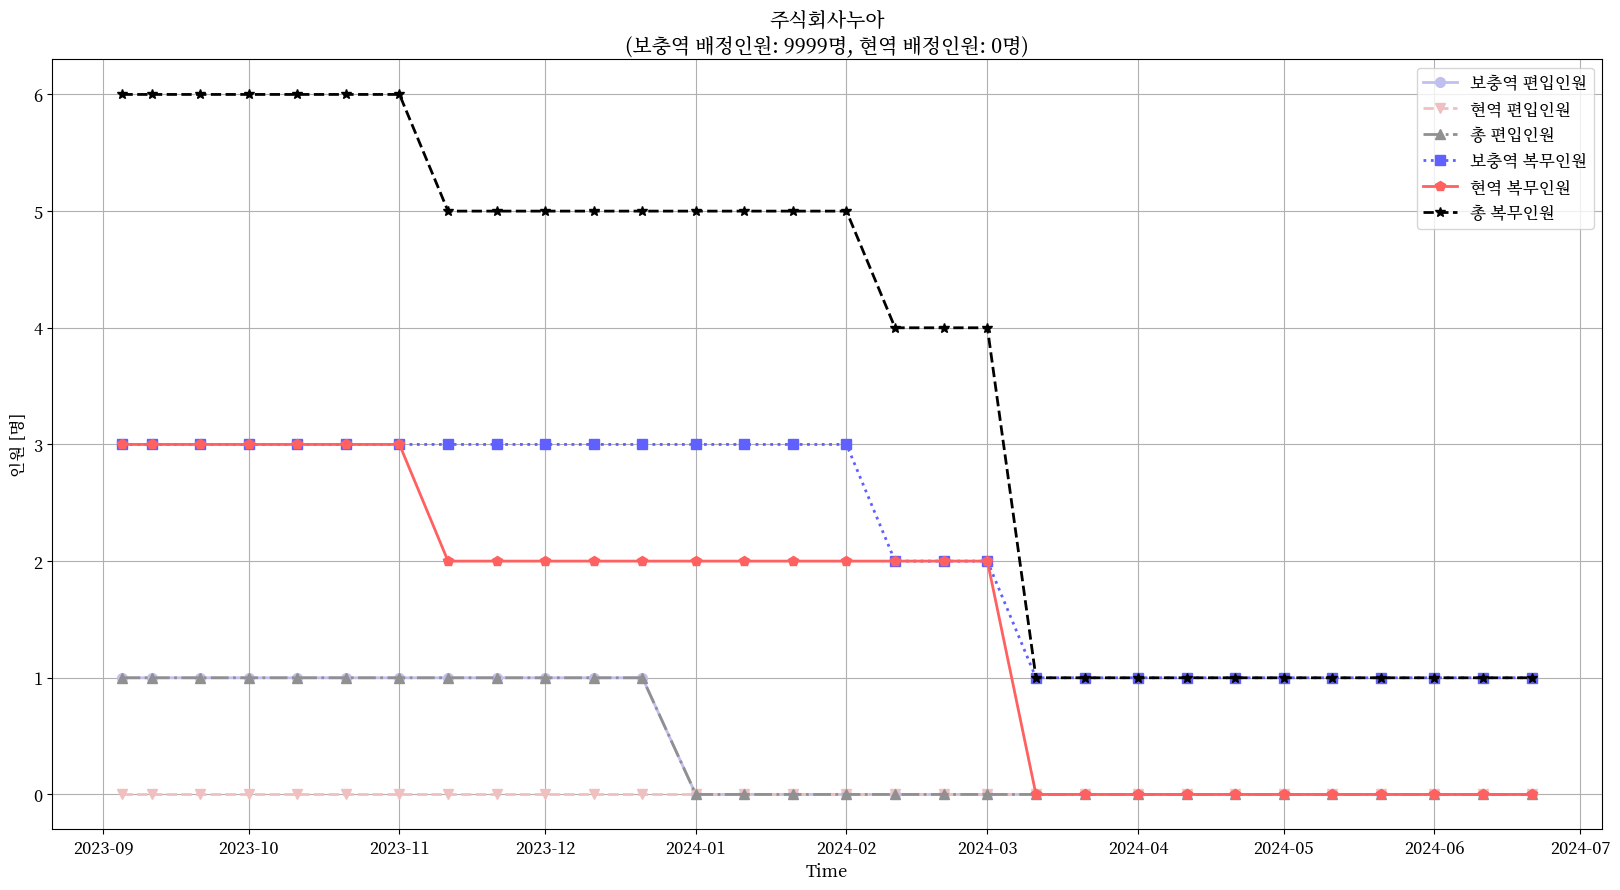 주식회사누아
(보충역 배정인원: 9999명, 현역 배정인원: 0명)
보충역 편입인원
현역 편입인원
총 편입인원
보충역 복무인원
현역 복무인원
총 복무인원
인원 [명]
6
5
4
3
2
1
0
2023-09
2023-10
2023-11
2023-12
2024-01
2024-02
2024-03
2024-04
2024-05
2024-06
2024-07
Time